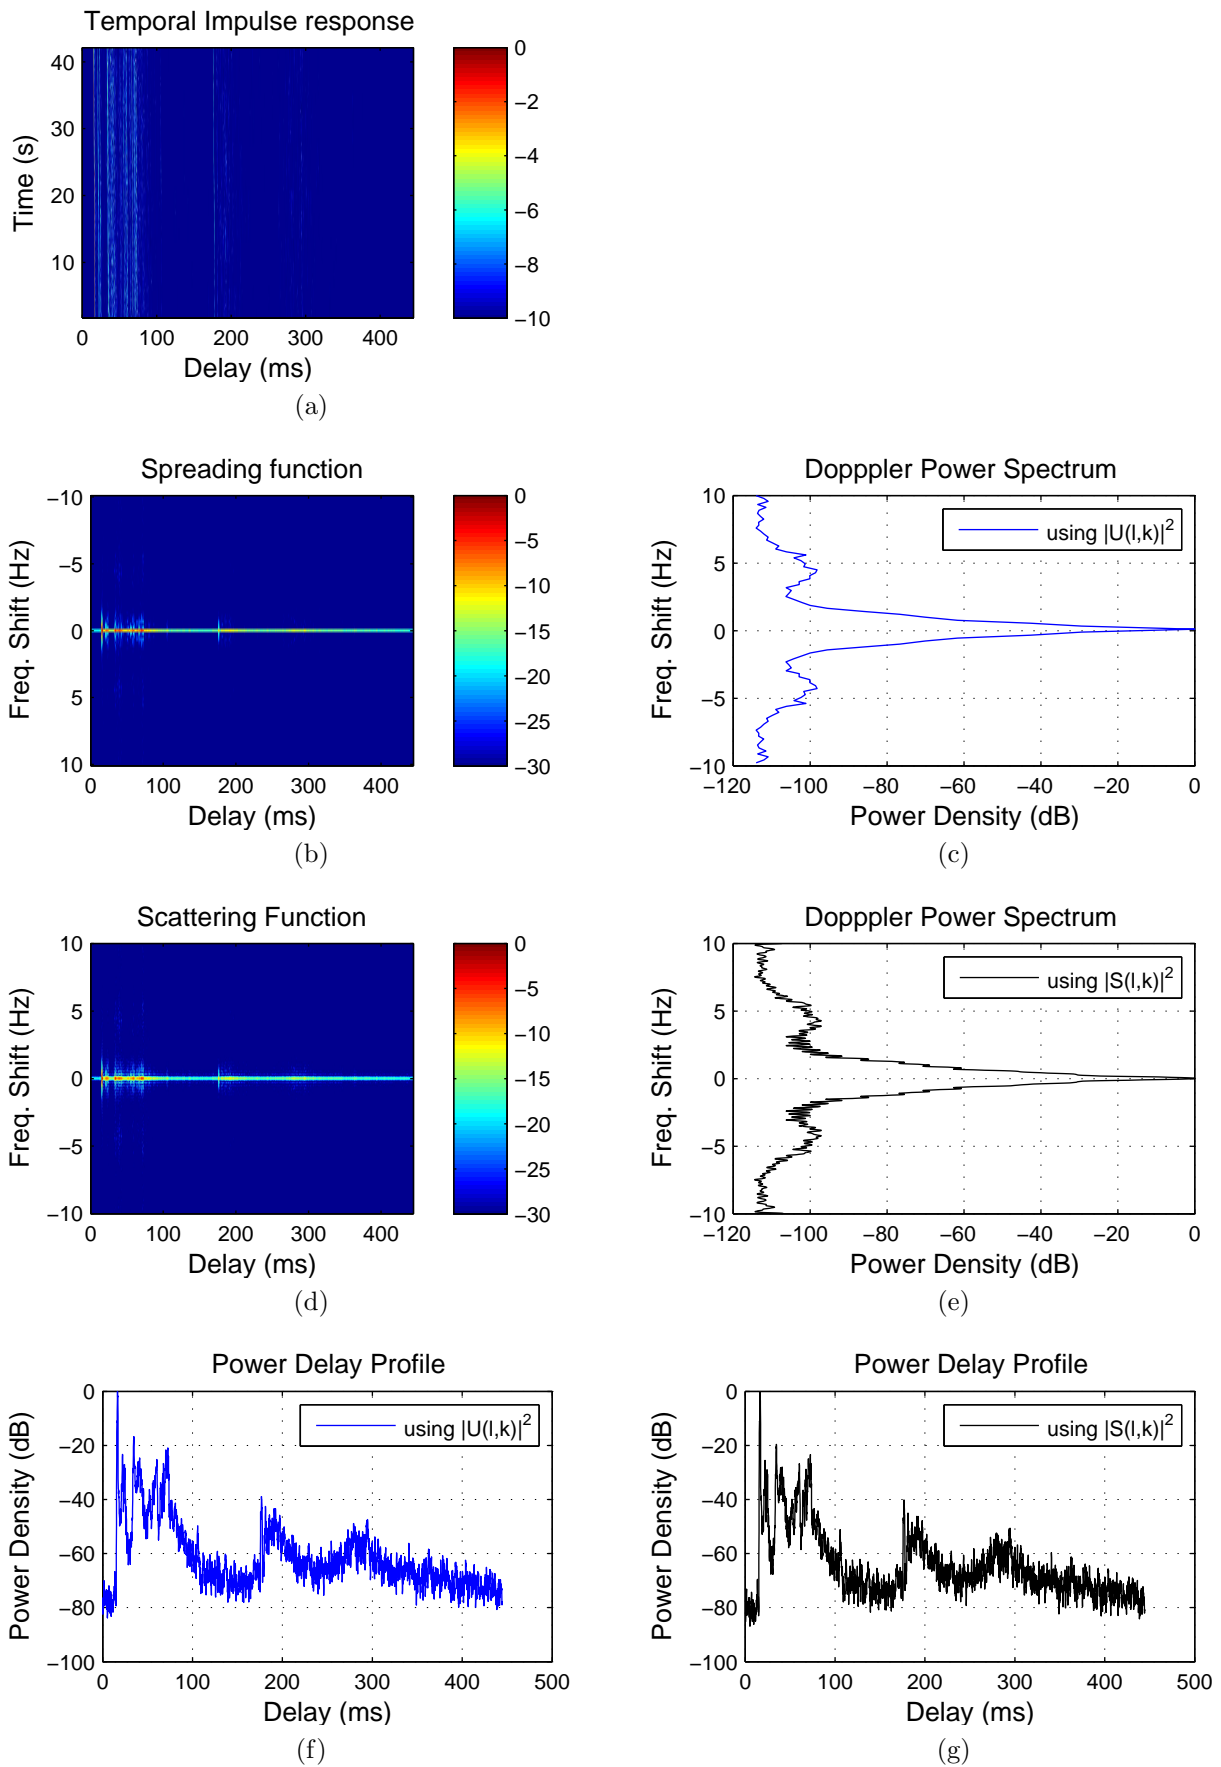 Temporal Impulse response
40
30
20
10
Time (s)
0 100 200 300 400
Delay (ms)
0
−2
−4
−6
−8
−10
(a)
Spreading function
−10
−5
0
5
10
Freq. Shift (Hz)
0 100 200 300 400
Delay (ms)
0
−5
−10
−15
−20
−25
−30
(b)
Dopppler Power Spectrum
10
5
0
−5
−10
Freq. Shift (Hz)
using |U(l,k)|²
−120 −100 −80 −60 −40 −20 0
Power Density (dB)
(c)
Scattering Function
10
5
0
−5
−10
Freq. Shift (Hz)
0 100 200 300 400
Delay (ms)
0
−5
−10
−15
−20
−25
−30
(d)
Dopppler Power Spectrum
10
5
0
−5
−10
Freq. Shift (Hz)
using |S(l,k)|²
−120 −100 −80 −60 −40 −20 0
Power Density (dB)
(e)
Power Delay Profile
0
−20
−40
−60
−80
−100
Power Density (dB)
using |U(l,k)|²
0 100 200 300 400 500
Delay (ms)
(f)
Power Delay Profile
0
−20
−40
−60
−80
−100
Power Density (dB)
using |S(l,k)|²
0 100 200 300 400 500
Delay (ms)
(g)